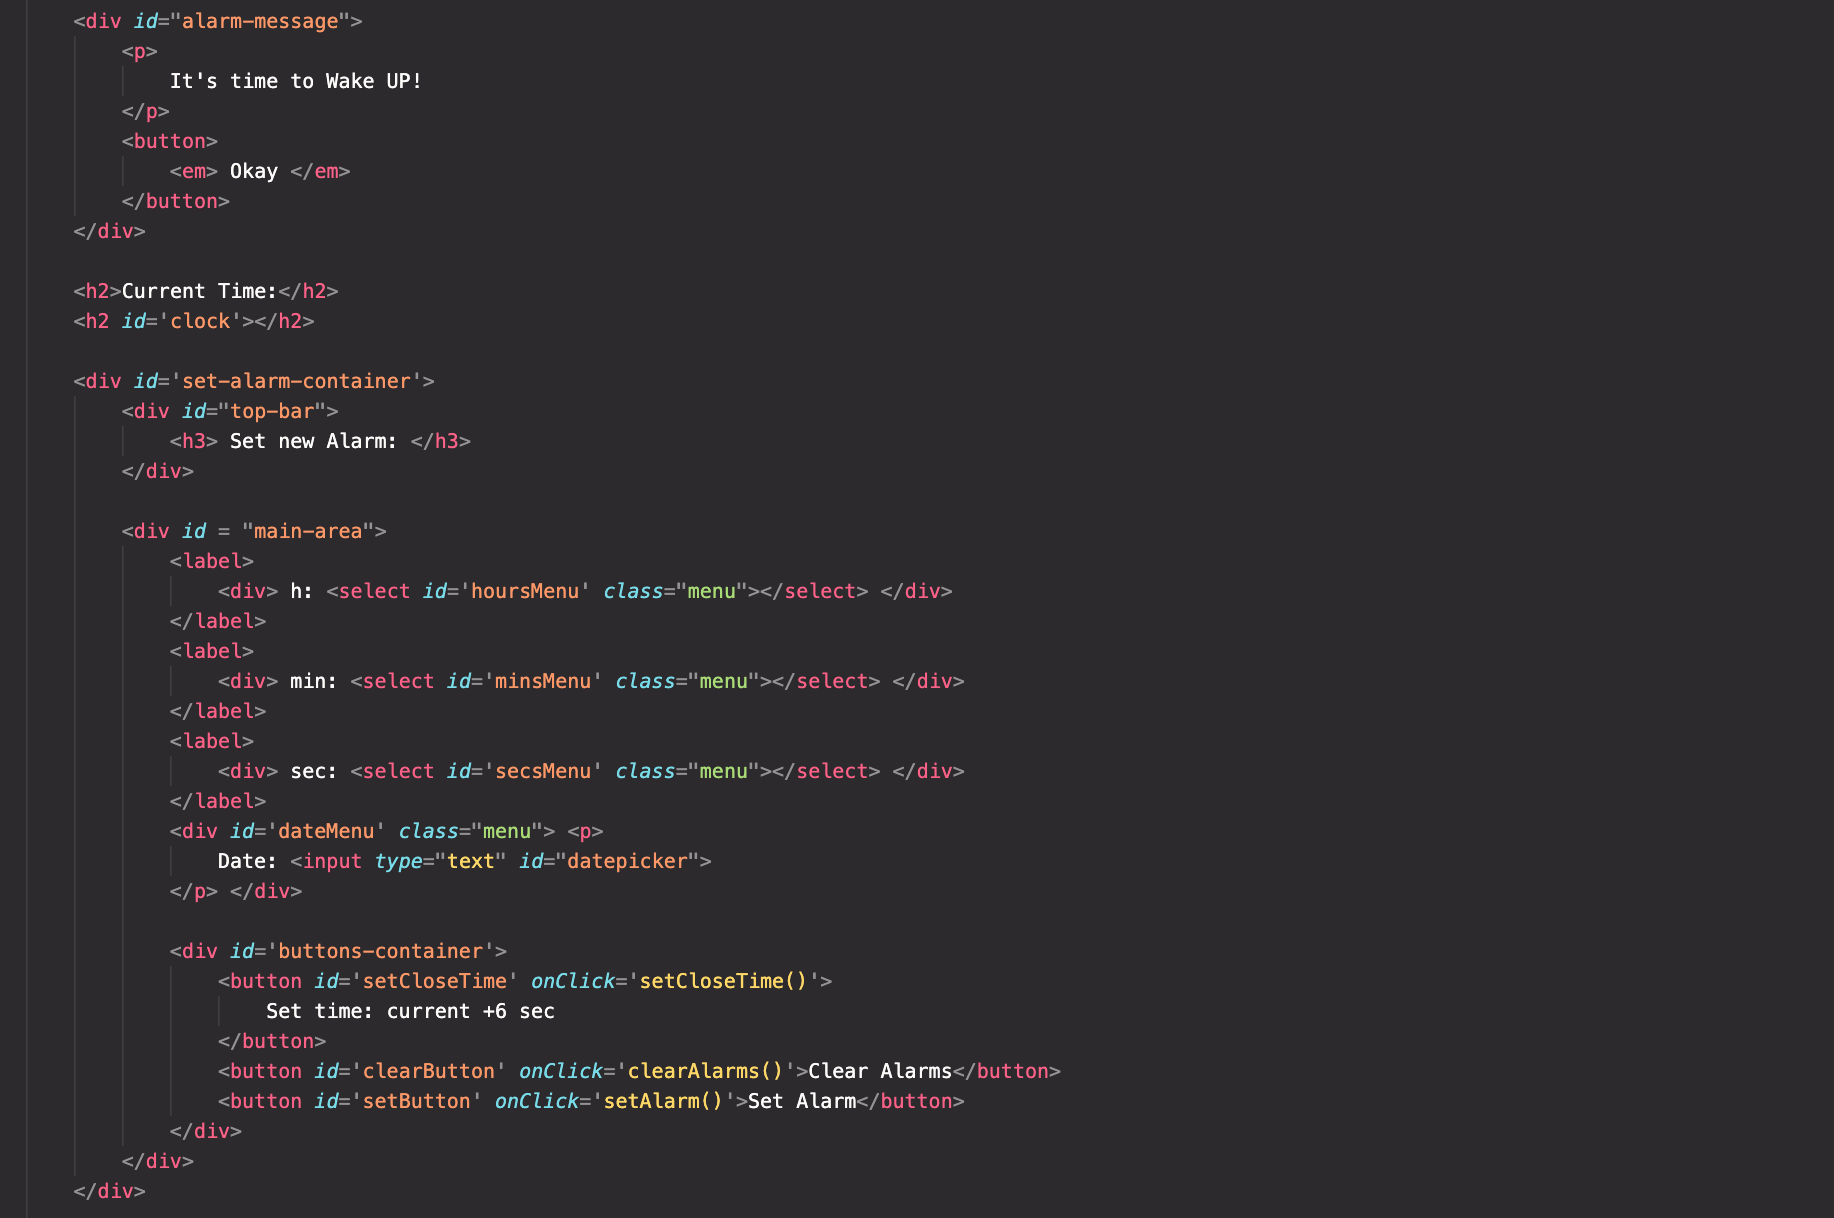 <div id="alarm-message">
<p>
It's time to Wake UP!
</p>
<button>
<em> Okay </em>
</button>
</div>
<h2>Current Time:</h2>
<h2 id='clock'></h2>
<div id='set-alarm-container'>
<div id="top-bar">
<h3> Set new Alarm: </h3>
</div>
<div id = "main-area">
<label>
<div> h: <select id='hoursMenu' class="menu"></select> </div>
</label>
<label>
<div> min: <select id='minsMenu' class="menu"></select> </div>
</label>
<label>
<div> sec: <select id='secsMenu' class="menu"></select> </div>
</label>
<div id='dateMenu' class="menu"> <p>
Date: <input type="text" id="datepicker">
</p> </div>
<div id='buttons-container'>
<button id='setCloseTime' onClick='setCloseTime()'>
Set time: current +6 sec
</button>
<button id='clearButton' onClick='clearAlarms()'>Clear Alarms</button>
<button id='setButton' onClick='setAlarm()'>Set Alarm</button>
</div>
</div>
</div>